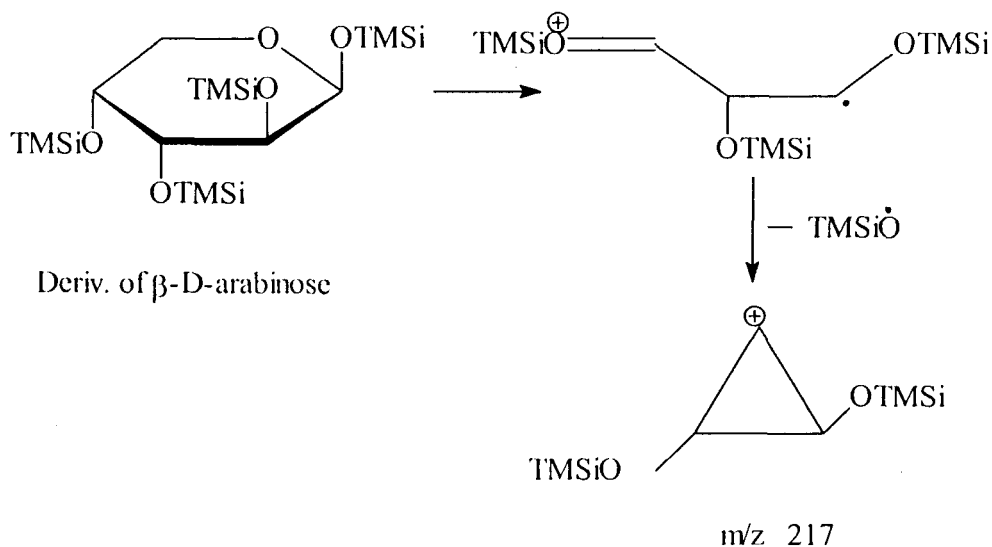 OTMSi
O
TMSiO
TMSiO
OTMSi
Deriv. of β-D-arabinose
⊕
TMSiO
OTMSi
OTMSi
•
— TMSiO•
⊕
OTMSi
TMSiO
m/z 217